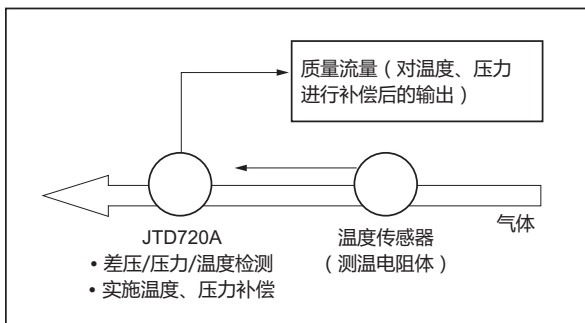 质量流量（对温度、压力
进行补偿后的输出）
气体
JTD720A
• 差压/压力/温度检测
• 实施温度、压力补偿
温度传感器
（测温电阻体）